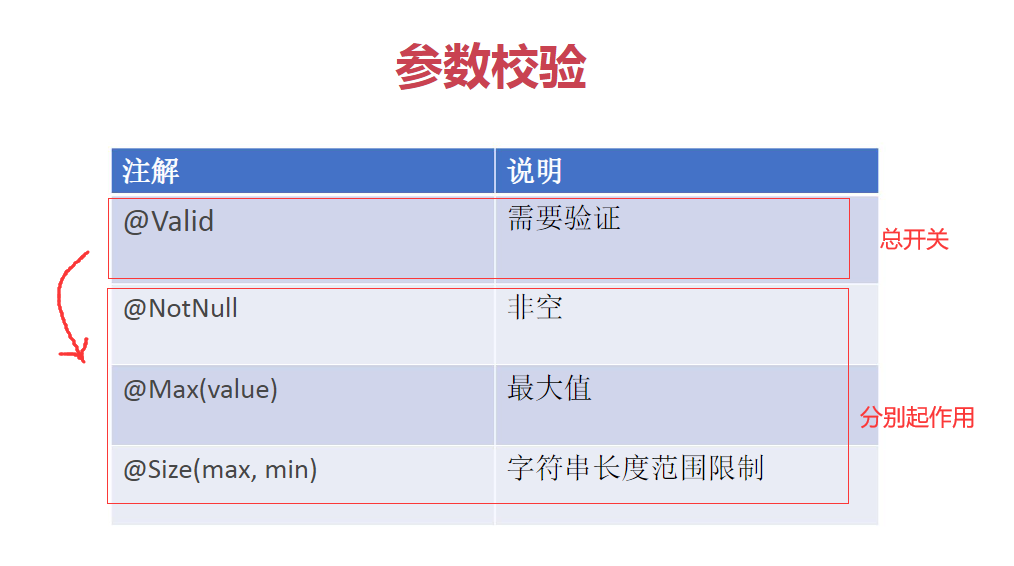 参数校验
注解 说明
@Valid 需要验证
总开关
@NotNull 非空
@Max(value) 最大值
分别起作用
@Size(max, min) 字符串长度范围限制